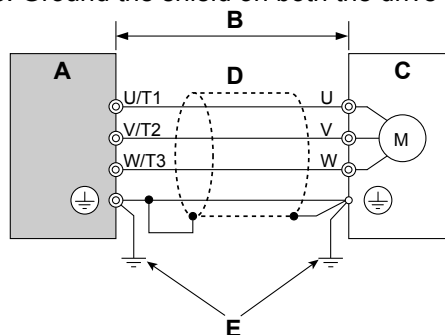 . Ground the shield on both the drive
B
A
D
C
U/T1
U
V/T2
V
M
W/T3
W
E